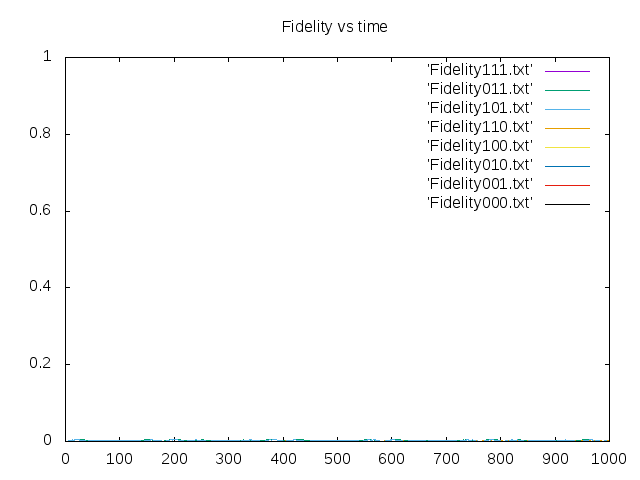 Fidelity vs time
1
0.8
0.6
0.4
0.2
0
'Fidelity111.txt'
'Fidelity011.txt'
'Fidelity101.txt'
'Fidelity110.txt'
'Fidelity100.txt'
'Fidelity010.txt'
'Fidelity001.txt'
'Fidelity000.txt'
0 100 200 300 400 500 600 700 800 900 1000